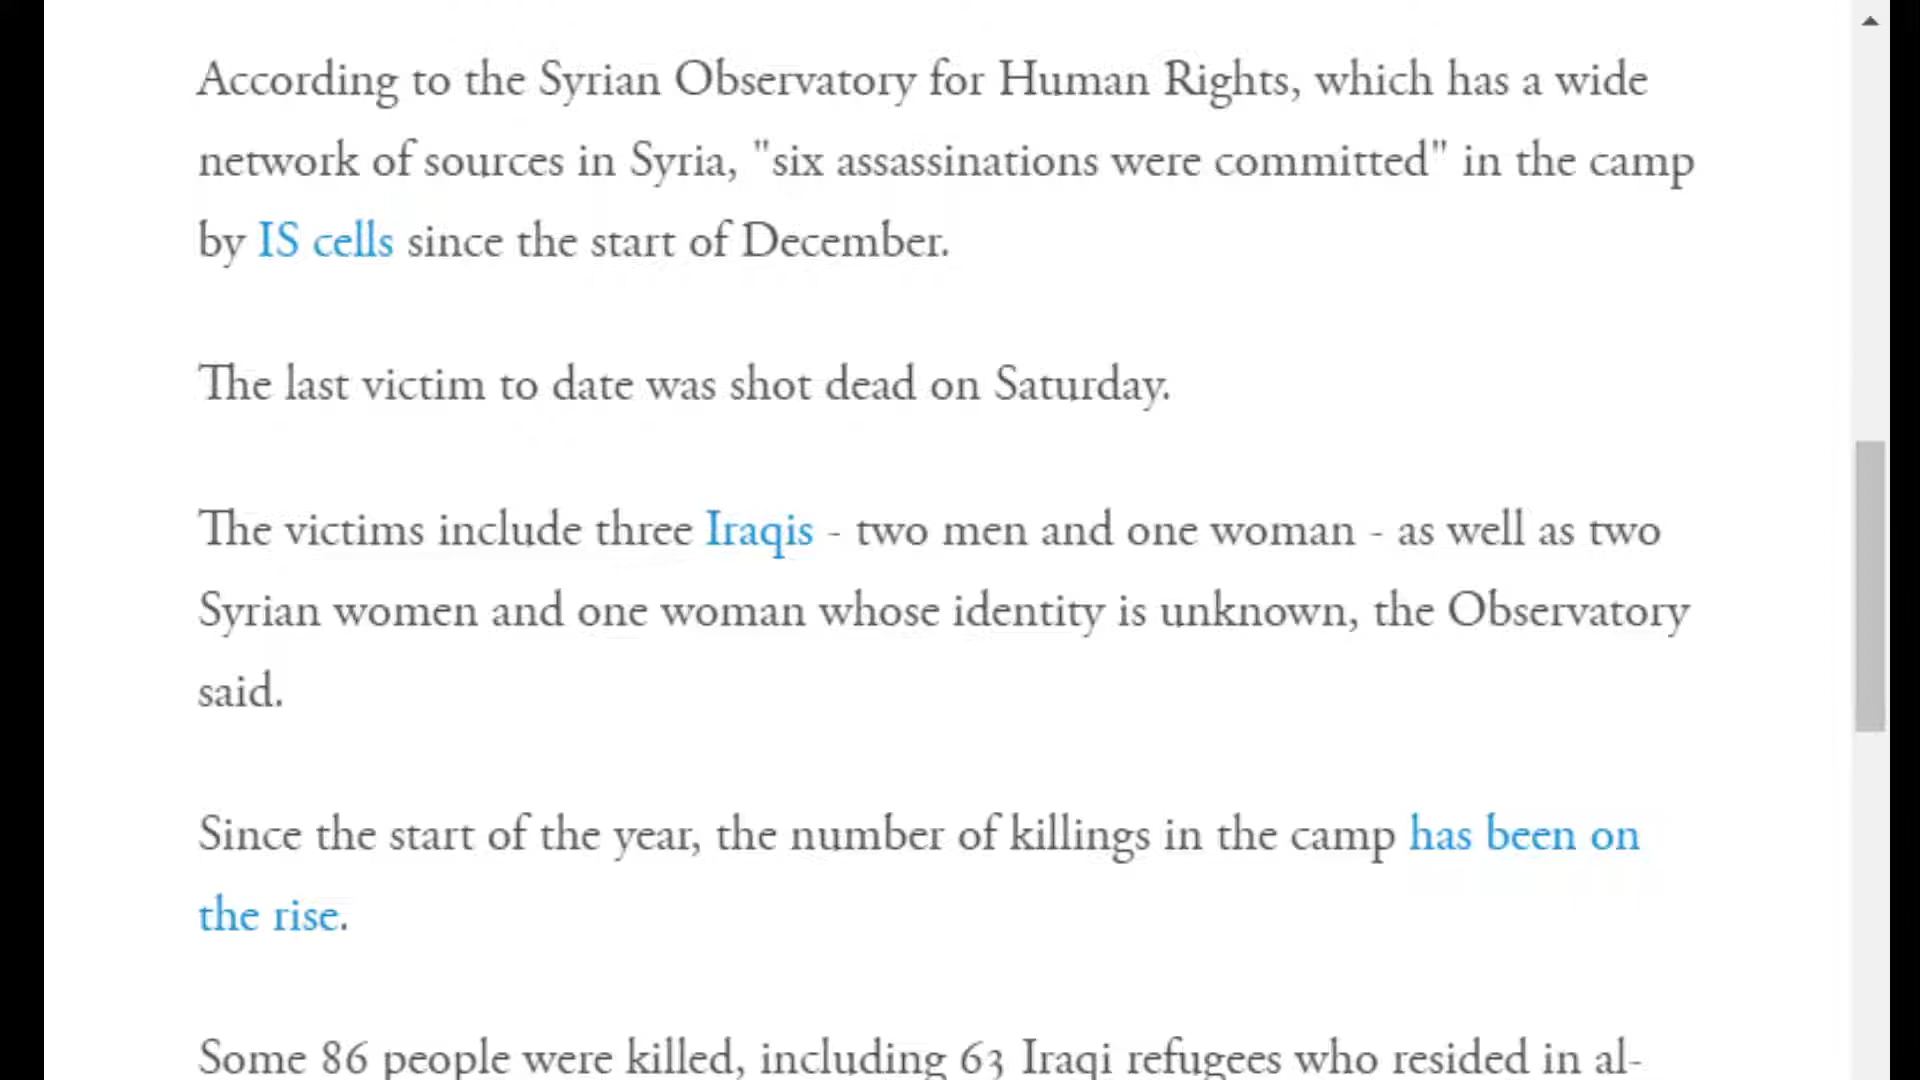 According to the Syrian Observatory for Human Rights, which has a wide
network of sources in Syria, "six assassinations were committed" in the camp
by IS cells since the start of December.
The last victim to date was shot dead on Saturday.
The victims include three Iraqis - two men and one woman - as well as two
Syrian women and one woman whose identity is unknown, the Observatory
said.
Since the start of the year, the number of killings in the camp has been on
the rise.
Some 86 people were killed, including 63 Iraqi refugees who resided in al-